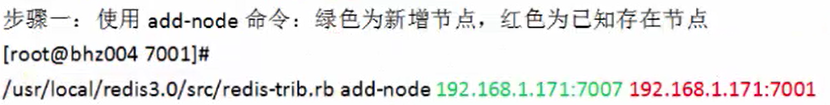 步骤一：使用 add-node 命令：绿色为新增节点，红色为已知存在节点
[root@bhz004 7001]#
/usr/local/redis3.0/src/redis-trib.rb add-node 192.168.1.171:7007 192.168.1.171:7001